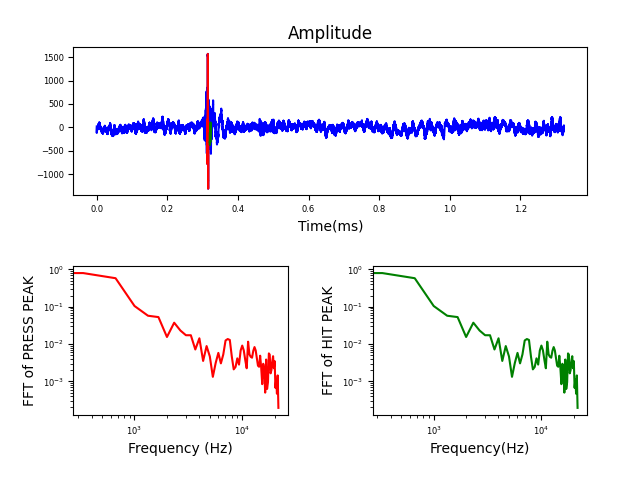 Amplitude
1500
1000
500
0
−500
−1000
0.0 0.2 0.4 0.6 0.8 1.0 1.2
Time(ms)
FFT of PRESS PEAK
10⁰
10⁻¹
10⁻²
10⁻³
10³ 10⁴
Frequency (Hz)
FFT of HIT PEAK
10⁰
10⁻¹
10⁻²
10⁻³
10³ 10⁴
Frequency(Hz)